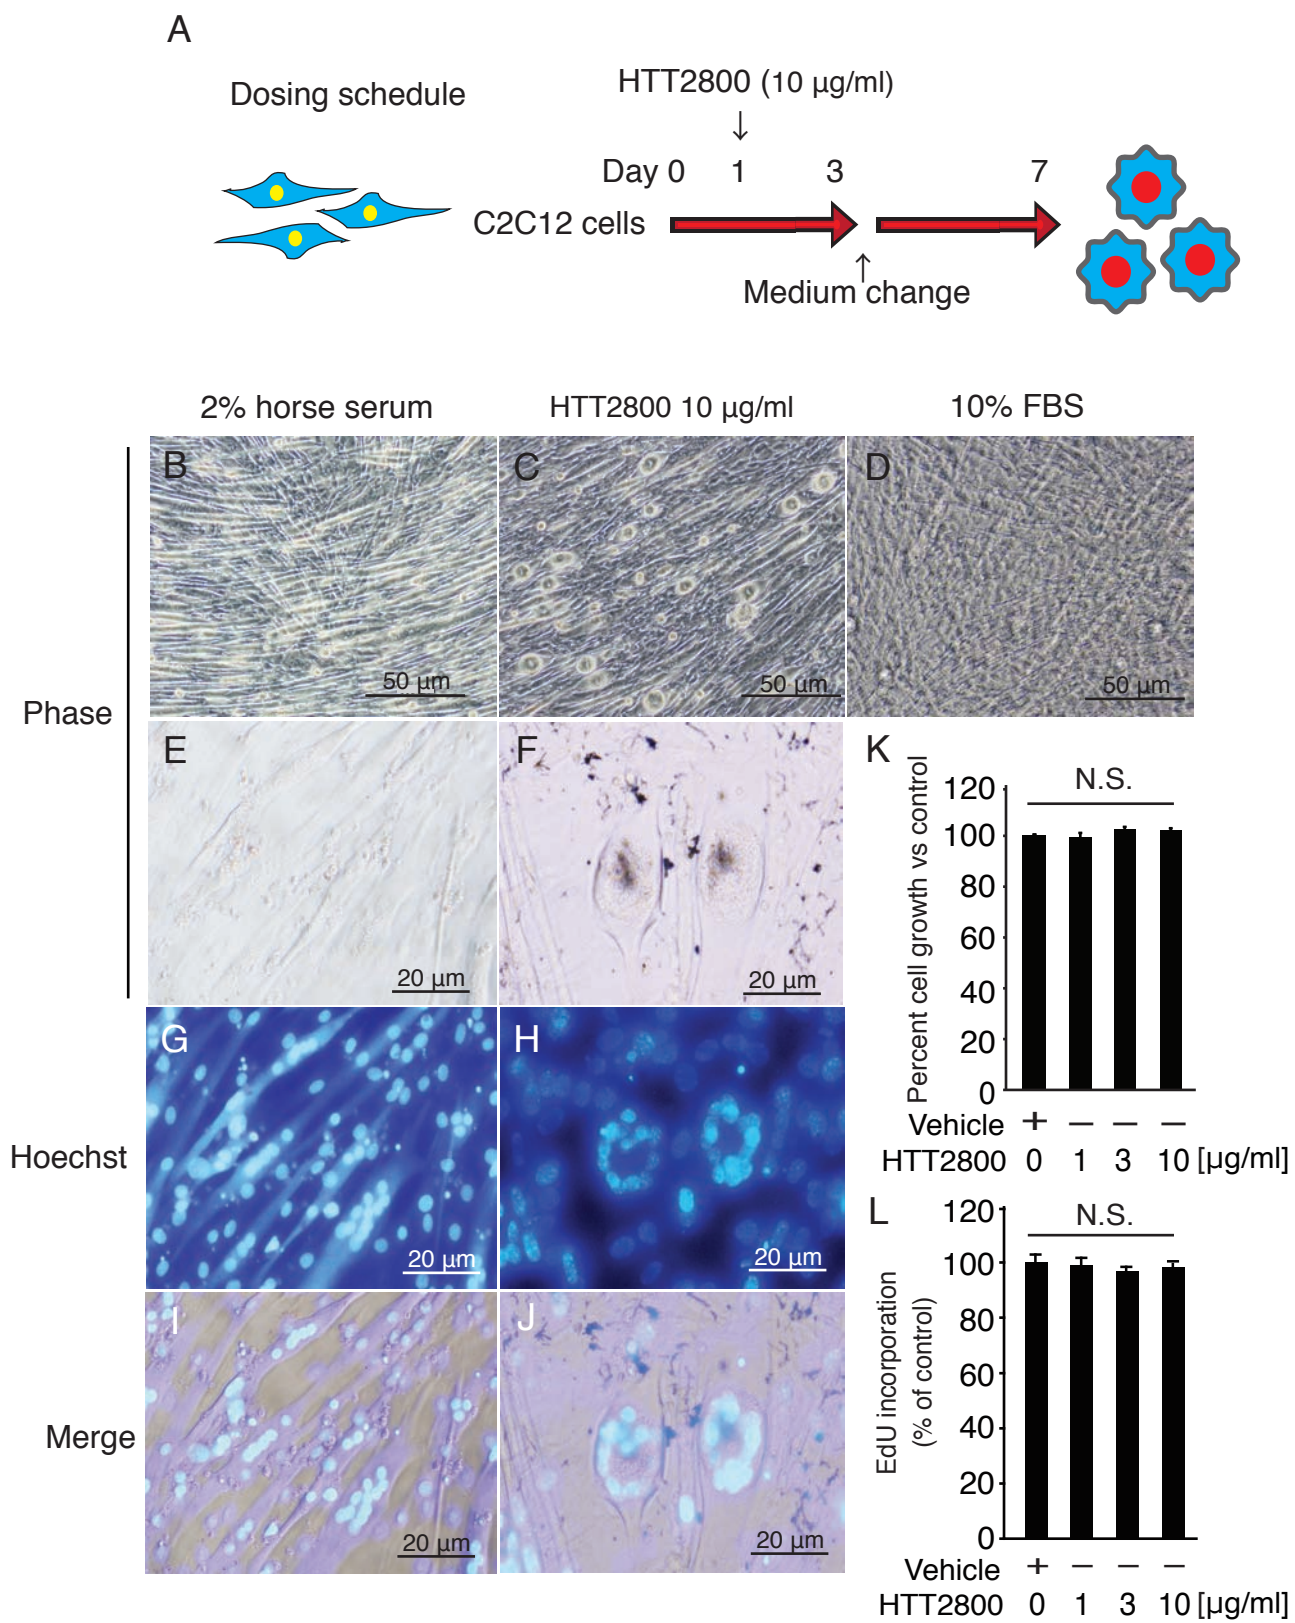 A
Dosing schedule
HTT2800 (10 µg/ml)
↓
Day 0 1 3 7
C2C12 cells
↑
Medium change
2% horse serum HTT2800 10 µg/ml 10% FBS
Phase
B
50 µm
C
50 µm
D
50 µm
E
20 µm
F
20 µm
Hoechst
G
20 µm
H
20 µm
Merge
I
20 µm
J
20 µm
K
Percent cell growth vs control
N.S.
120
100
80
60
40
20
0
Vehicle + − − −
HTT2800 0 1 3 10 [µg/ml]
L
EdU incorporation
(% of control)
N.S.
120
100
80
60
40
20
0
Vehicle + − − −
HTT2800 0 1 3 10 [µg/ml]